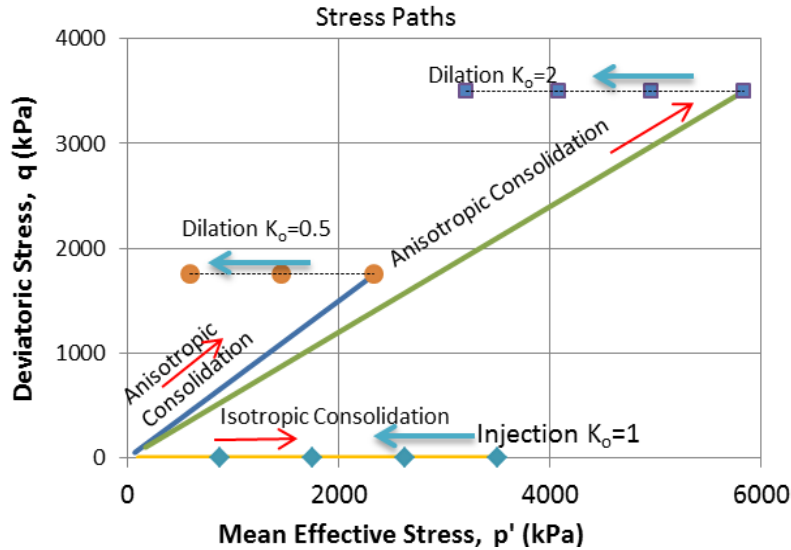 Stress Paths
4000
3000
2000
1000
0
Deviatoric Stress, q (kPa)
Dilation Ko=2
Anisotropic Consolidation
Dilation Ko=0.5
Anisotropic
Consolidation
Isotropic Consolidation
Injection Ko=1
0 2000 4000 6000
Mean Effective Stress, p' (kPa)